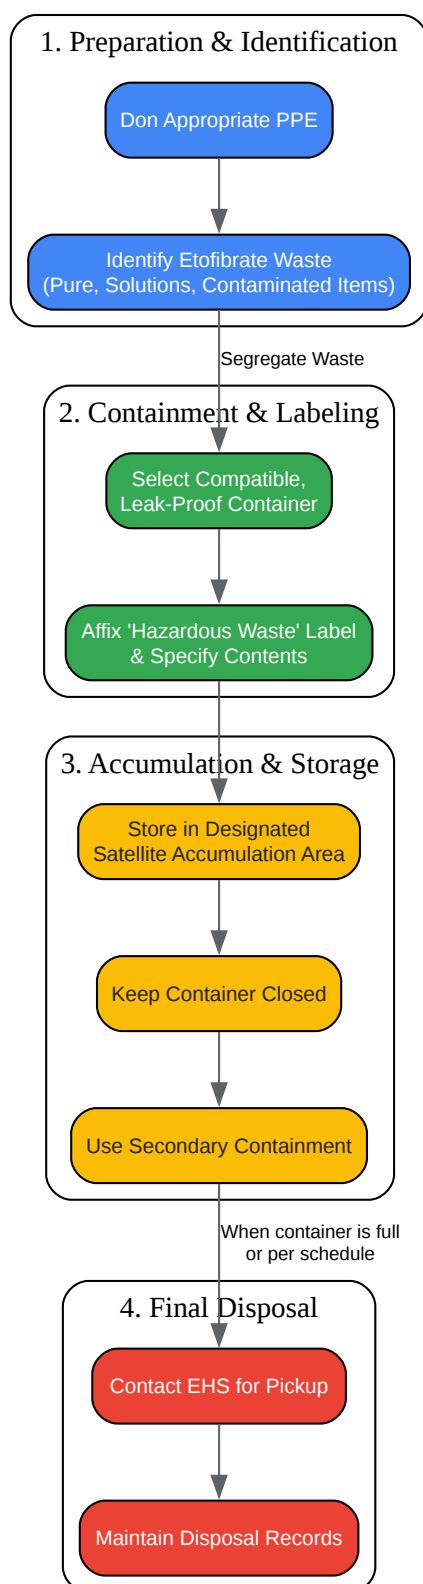 1. Preparation & Identification
Don Appropriate PPE
Identify Etofibrate Waste
(Pure, Solutions, Contaminated Items)
Segregate Waste
2. Containment & Labeling
Select Compatible,
Leak-Proof Container
Affix 'Hazardous Waste' Label
& Specify Contents
3. Accumulation & Storage
Store in Designated
Satellite Accumulation Area
Keep Container Closed
Use Secondary Containment
When container is full
or per schedule
4. Final Disposal
Contact EHS for Pickup
Maintain Disposal Records